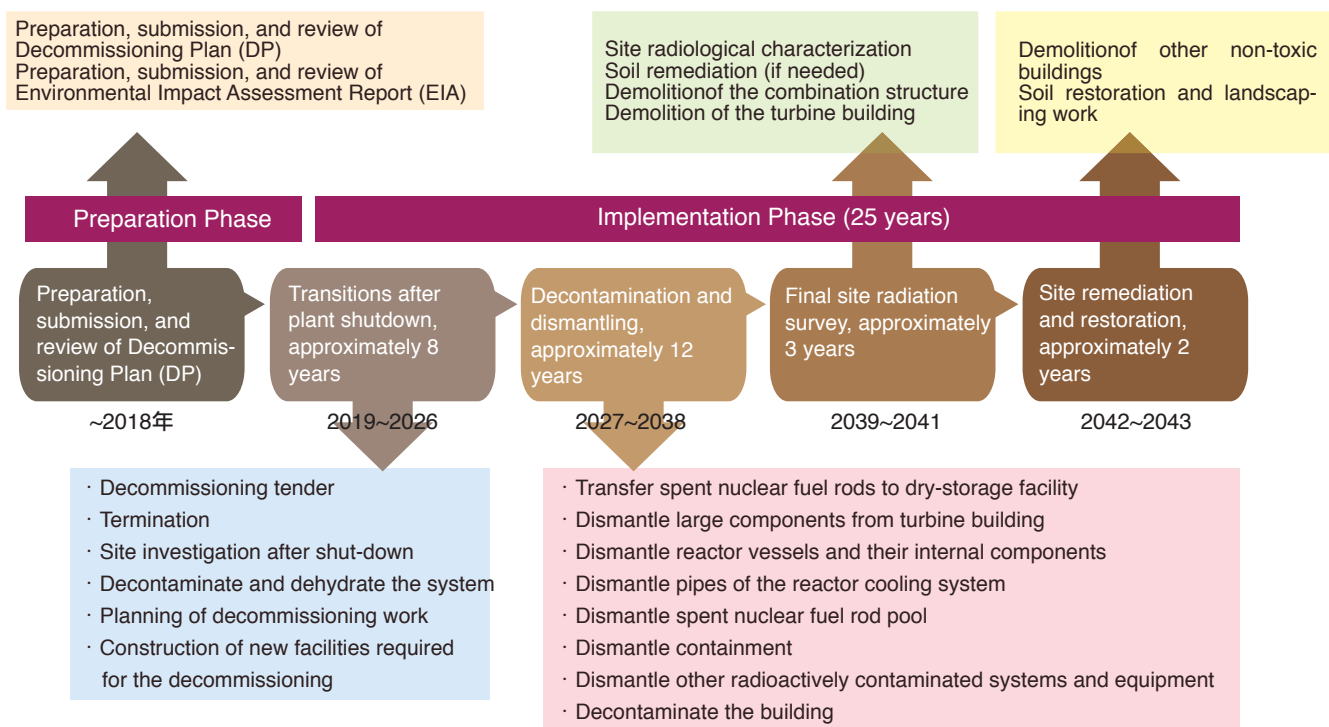 Preparation, submission, and review of
Decommissioning Plan (DP)
Preparation, submission, and review of
Environmental Impact Assessment Report (EIA)
Site radiological characterization
Soil remediation (if needed)
Demolitionof the combination structure
Demolition of the turbine building
Demolitionof other non-toxic
buildings
Soil restoration and landscap-
ing work
Preparation Phase
Implementation Phase (25 years)
Preparation,
submission, and
review of Decommis-
sioning Plan (DP)
Transitions after
plant shutdown,
approximately 8
years
Decontamination and
dismantling,
approximately 12
years
Final site radiation
survey, approximately
3 years
Site remediation
and restoration,
approximately 2
years
~2018年
2019~2026
2027~2038
2039~2041
2042~2043
· Decommissioning tender
· Termination
· Site investigation after shut-down
· Decontaminate and dehydrate the system
· Planning of decommissioning work
· Construction of new facilities required
for the decommissioning
· Transfer spent nuclear fuel rods to dry-storage facility
· Dismantle large components from turbine building
· Dismantle reactor vessels and their internal components
· Dismantle pipes of the reactor cooling system
· Dismantle spent nuclear fuel rod pool
· Dismantle containment
· Dismantle other radioactively contaminated systems and equipment
· Decontaminate the building